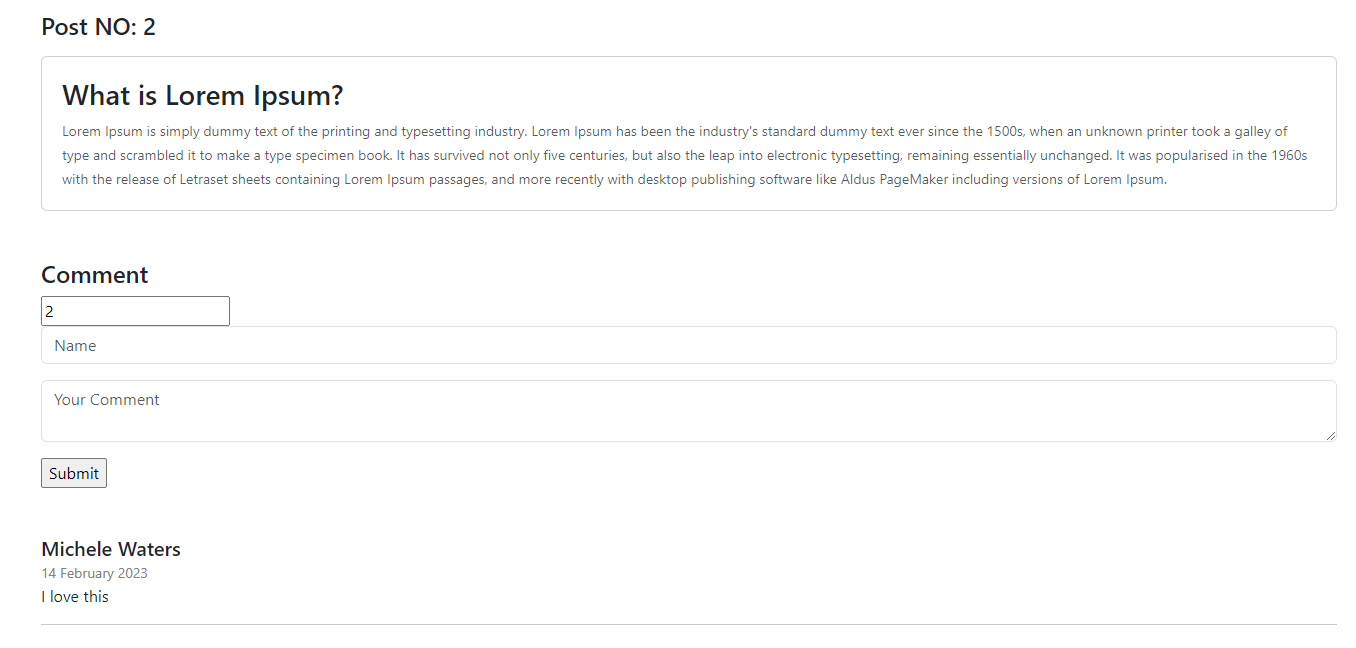 Post NO: 2
What is Lorem Ipsum?
Lorem Ipsum is simply dummy text of the printing and typesetting industry. Lorem Ipsum has been the industry's standard dummy text ever since the 1500s, when an unknown printer took a galley of
type and scrambled it to make a type specimen book. It has survived not only five centuries, but also the leap into electronic typesetting, remaining essentially unchanged. It was popularised in the 1960s
with the release of Letraset sheets containing Lorem Ipsum passages, and more recently with desktop publishing software like Aldus PageMaker including versions of Lorem Ipsum.
Comment
2
Name
Your Comment
Submit
Michele Waters
14 February 2023
I love this